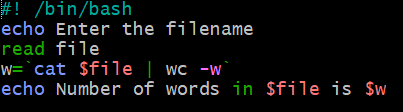 #! /bin/bash
echo Enter the filename
read file
w=`cat $file | wc -w`
echo Number of words in $file is $w